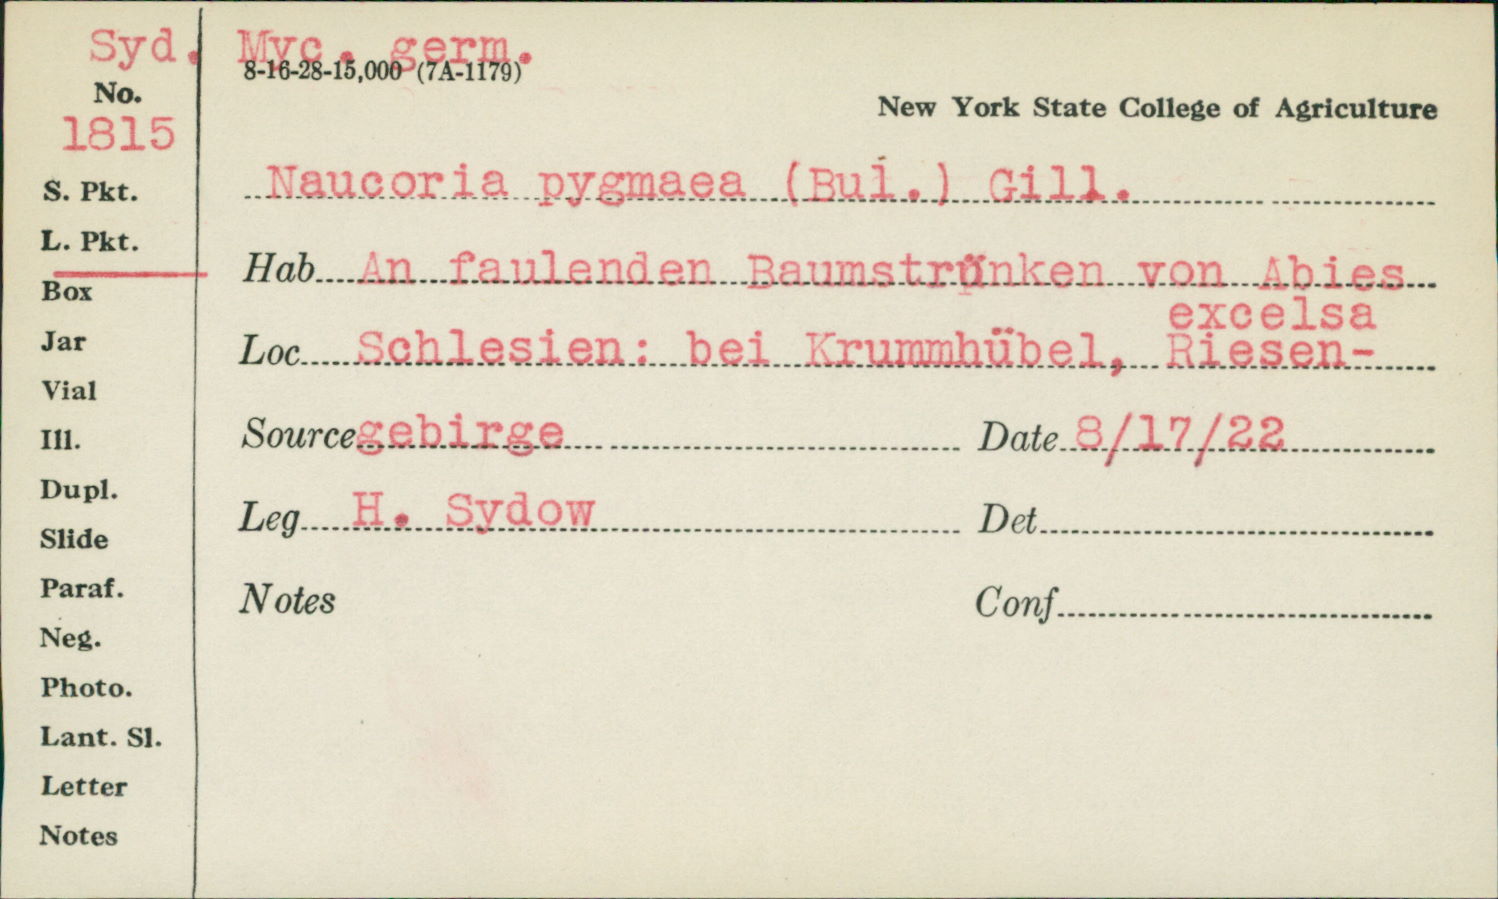 Syd. Myc. germ.
8-16-28-15,000 (7A-1179)
No.
1815
New York State College of Agriculture
S. Pkt.
Naucoria pygmaea (Bul.) Gill.
L. Pkt.
Hab An faulenden Baumstrünken von Abies
excelsa
Box
Jar
Loc Schlesien: bei Krummhübel, Riesen-
Vial
Ill.
Source gebirge Date 8/17/22
Dupl.
Leg H. Sydow Det
Slide
Paraf.
Notes Conf
Neg.
Photo.
Lant. Sl.
Letter
Notes